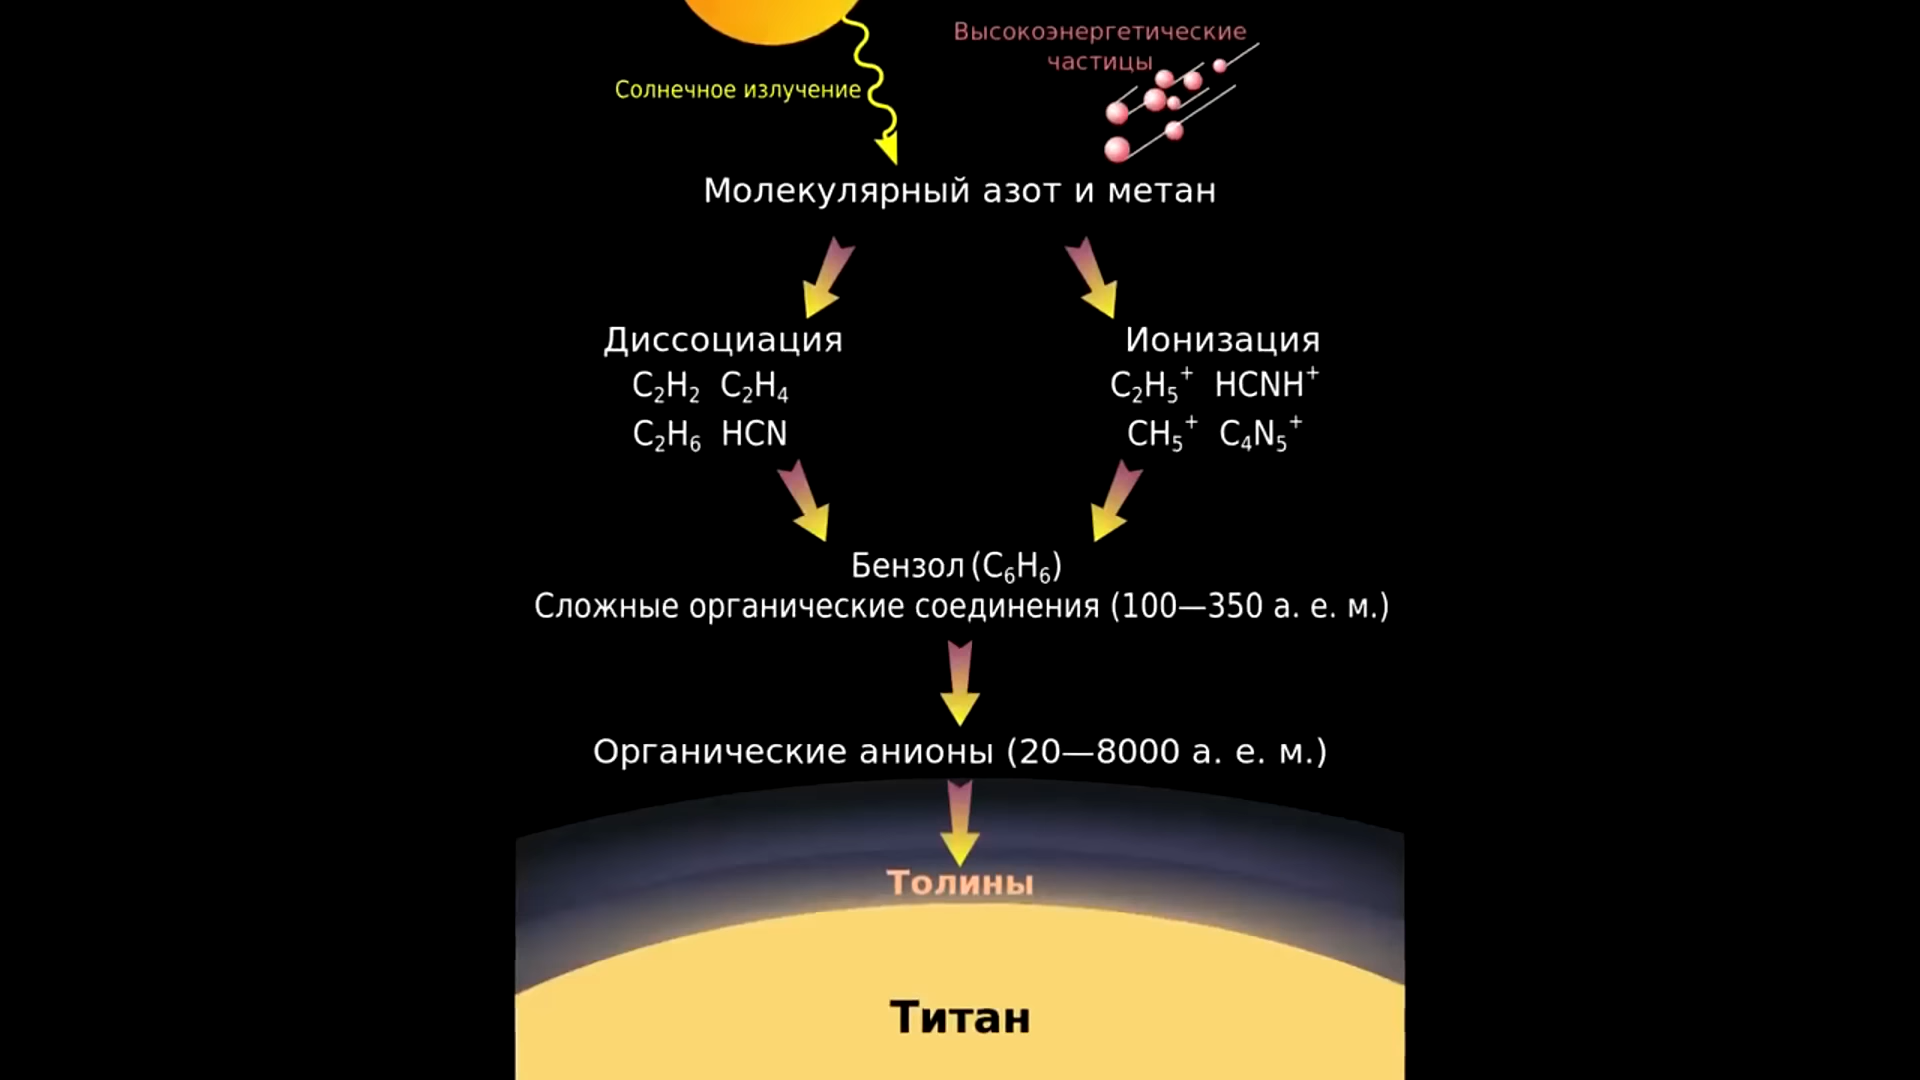 Высокоэнергетические
частицы
Солнечное излучение
Молекулярный азот и метан
Диссоциация
C₂H₂ C₂H₄
C₂H₆ HCN
Ионизация
C₂H₅⁺ HCNH⁺
CH₅⁺ C₄N₅⁺
Бензол (C₆H₆)
Сложные органические соединения (100—350 а. е. м.)
Органические анионы (20—8000 а. е. м.)
Толины
Титан